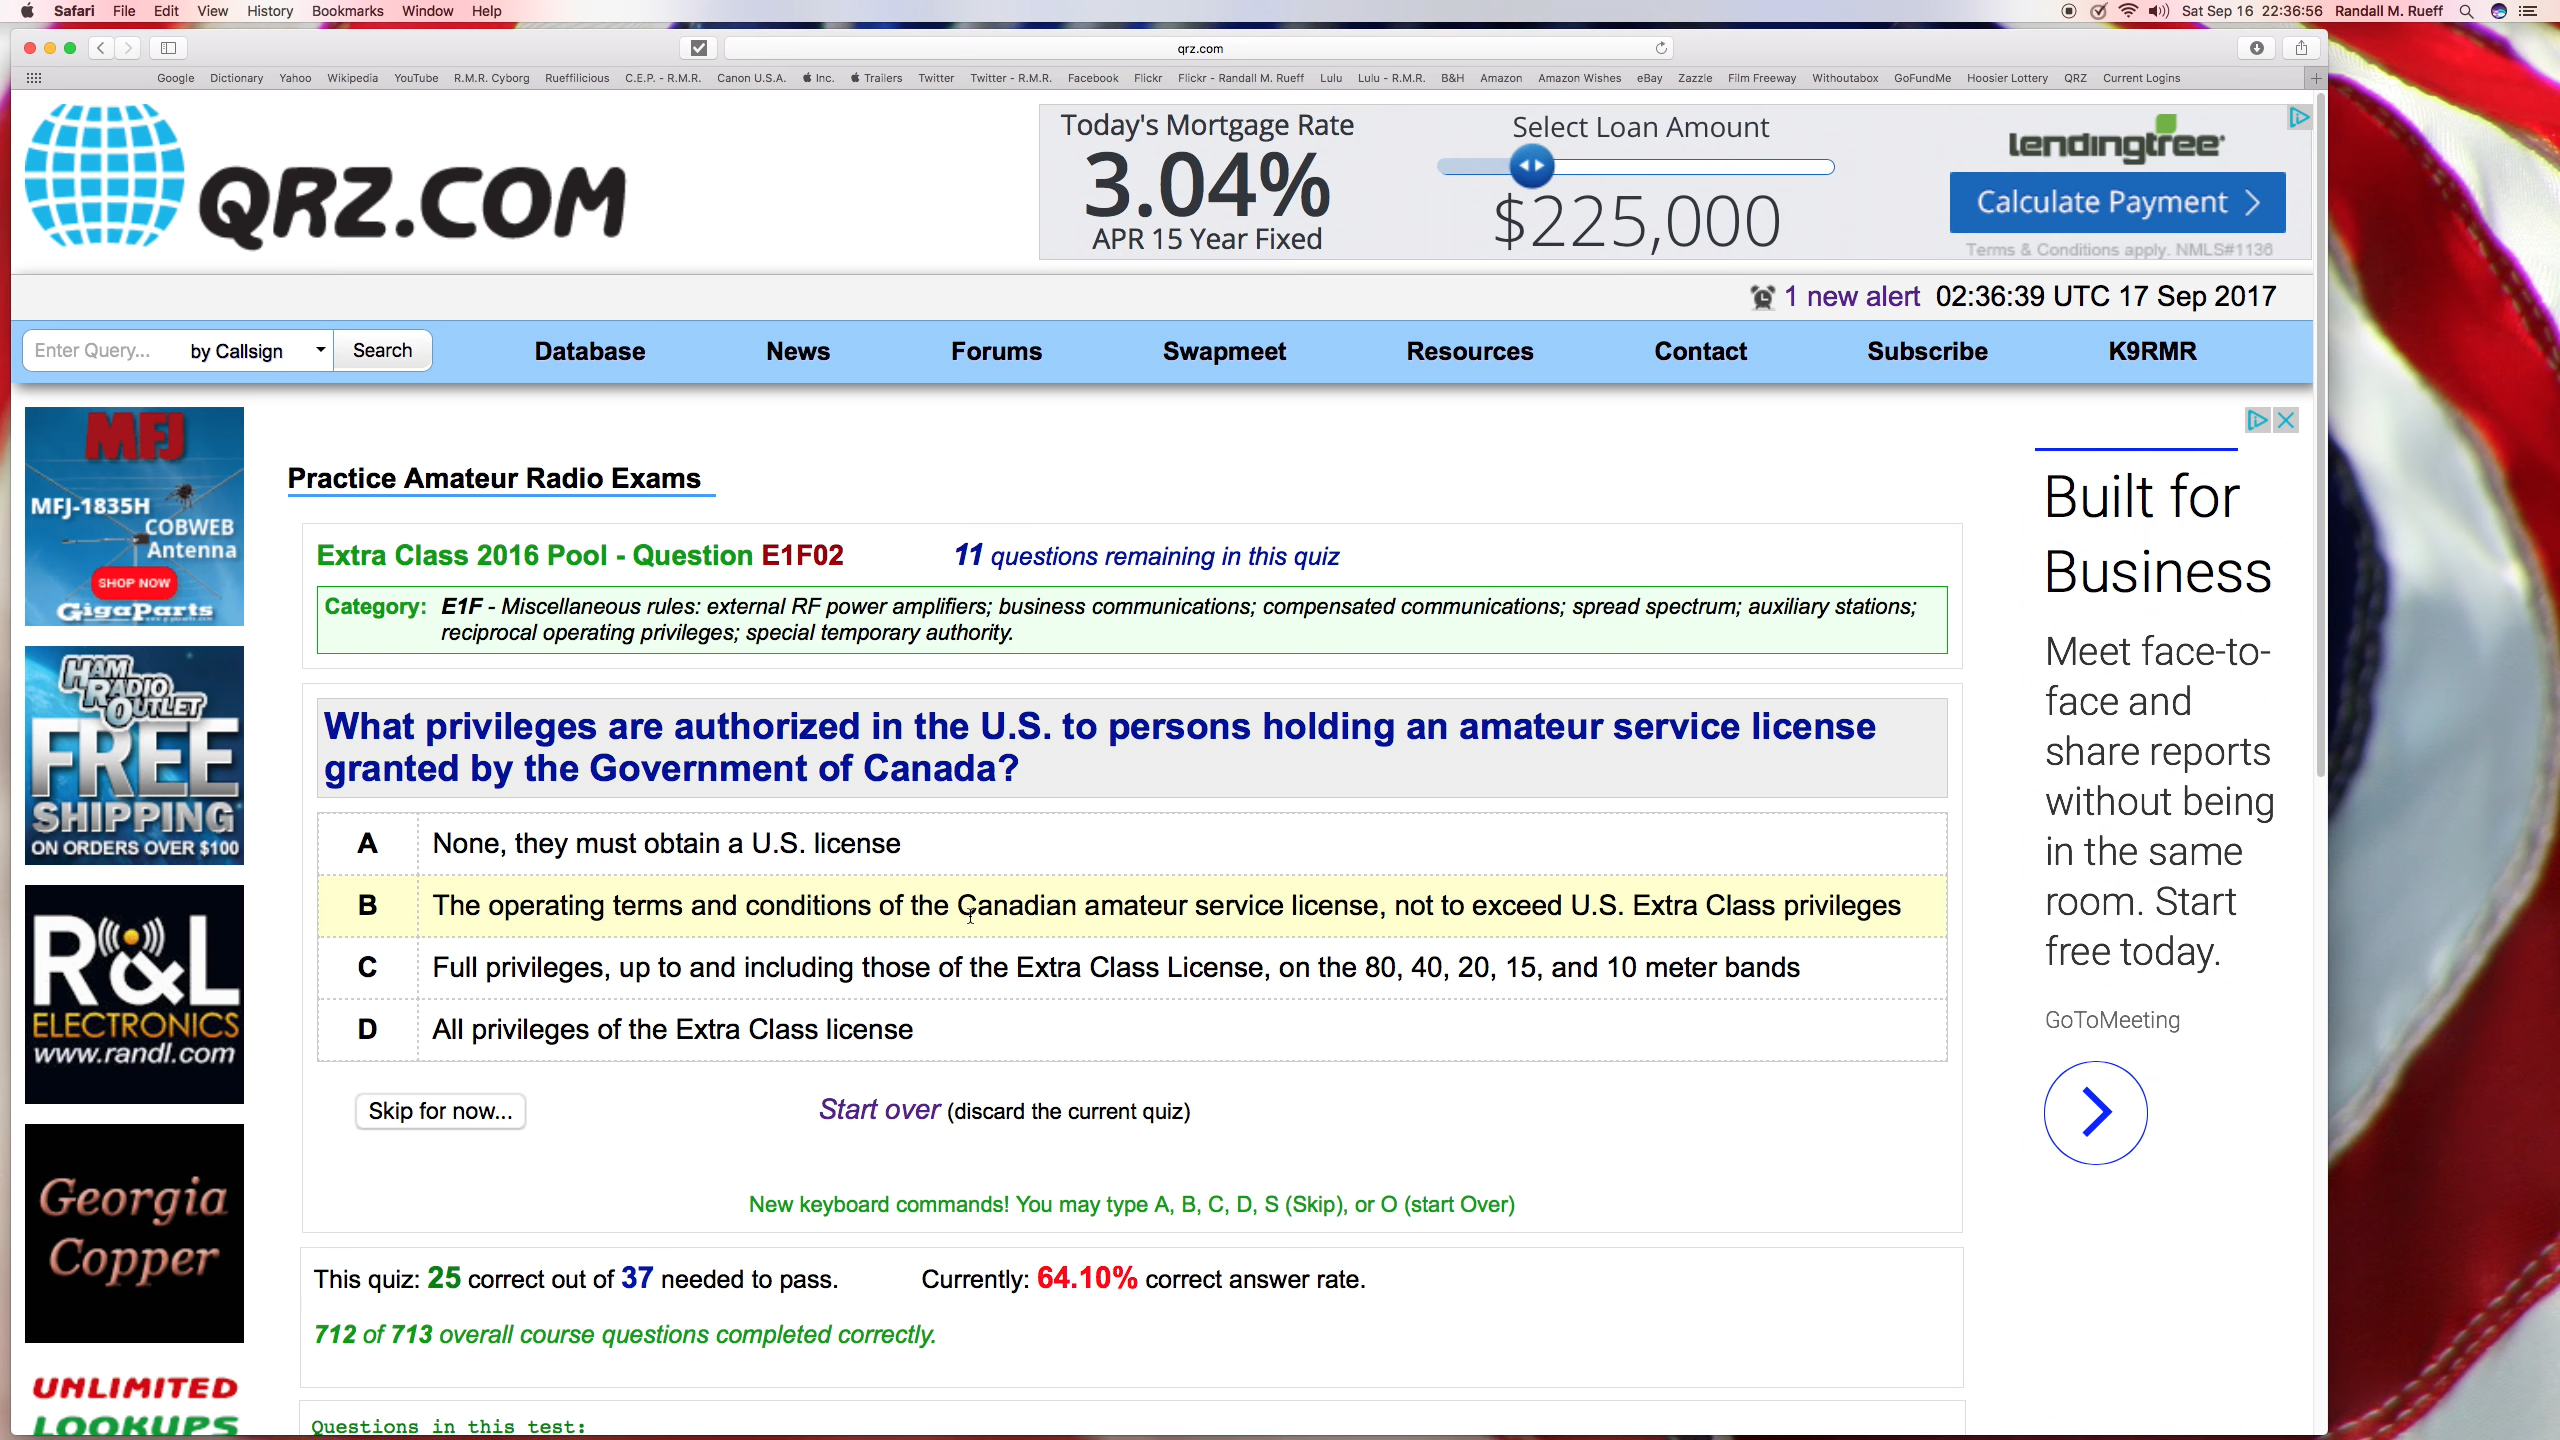 Safari File Edit View History Bookmarks Window Help
Sat Sep 16 22:36:56 Randall M. Rueff
qrz.com
Google Dictionary Yahoo Wikipedia YouTube R.M.R. Cyborg Rueffilicious C.E.P. - R.M.R. Canon U.S.A. Inc. Trailers Twitter Twitter - R.M.R. Facebook Flickr Flickr - Randall M. Rueff Lulu Lulu - R.M.R. B&H Amazon Amazon Wishes eBay Zazzle Film Freeway Withoutabox GoFundMe Hoosier Lottery QRZ Current Logins
QRZ.COM
Today's Mortgage Rate
3.04%
APR 15 Year Fixed
Select Loan Amount
$225,000
lendingtree
Calculate Payment
Terms & Conditions apply. NMLS#1136
1 new alert 02:36:39 UTC 17 Sep 2017
Enter Query... by Callsign Search
Database News Forums Swapmeet Resources Contact Subscribe K9RMR
MFJ
MFJ-1835H
COBWEB
Antenna
SHOP NOW
GigaParts
HAM
RADIO
OUTLET
FREE
SHIPPING
ON ORDERS OVER $100
R&L
ELECTRONICS
www.randl.com
Georgia
Copper
UNLIMITED
LOOKUPS
Practice Amateur Radio Exams
Extra Class 2016 Pool - Question E1F02 11 questions remaining in this quiz
Category: E1F - Miscellaneous rules: external RF power amplifiers; business communications; compensated communications; spread spectrum; auxiliary stations;
reciprocal operating privileges; special temporary authority.
What privileges are authorized in the U.S. to persons holding an amateur service license
granted by the Government of Canada?
A None, they must obtain a U.S. license
B The operating terms and conditions of the Canadian amateur service license, not to exceed U.S. Extra Class privileges
C Full privileges, up to and including those of the Extra Class License, on the 80, 40, 20, 15, and 10 meter bands
D All privileges of the Extra Class license
Skip for now... Start over (discard the current quiz)
New keyboard commands! You may type A, B, C, D, S (Skip), or O (start Over)
This quiz: 25 correct out of 37 needed to pass. Currently: 64.10% correct answer rate.
712 of 713 overall course questions completed correctly.
Questions in this test:
Built for
Business
Meet face-to-
face and
share reports
without being
in the same
room. Start
free today.
GoToMeeting